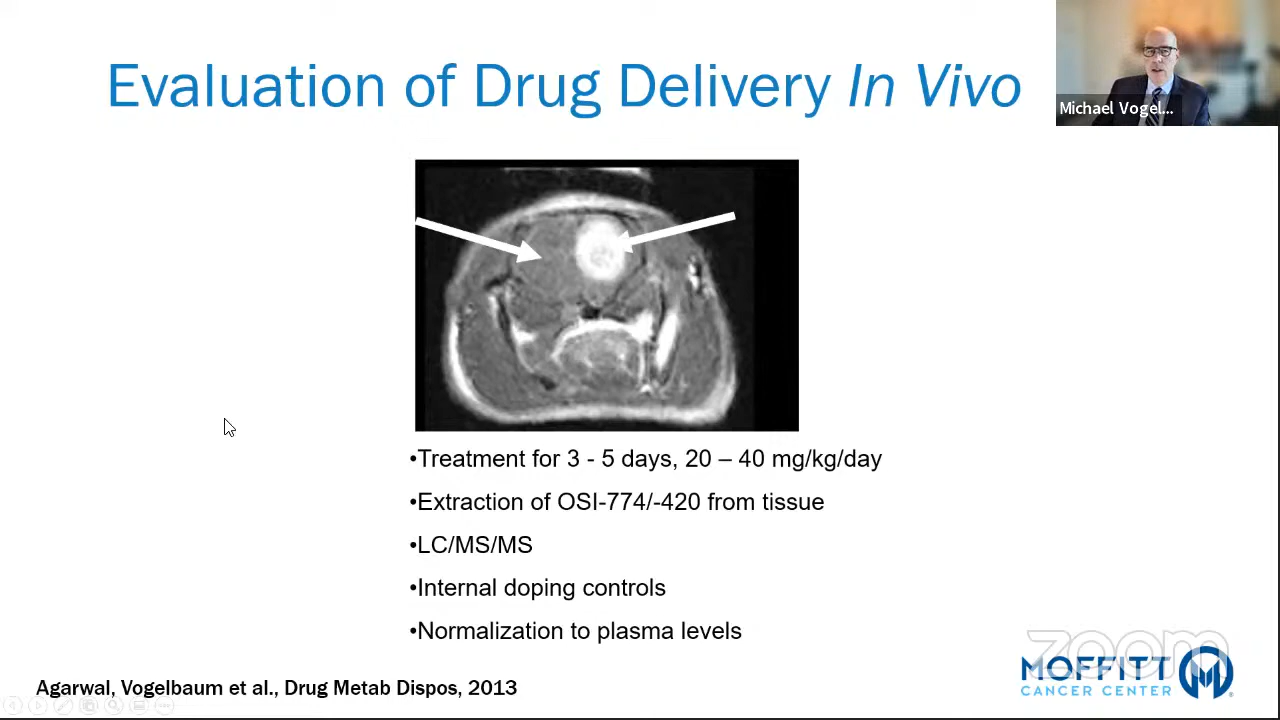 Evaluation of Drug Delivery In Vivo
Michael Vogel...
•Treatment for 3 - 5 days, 20 – 40 mg/kg/day
•Extraction of OSI-774/-420 from tissue
•LC/MS/MS
•Internal doping controls
•Normalization to plasma levels
zoom
MOFFITT
CANCER CENTER
®
Agarwal, Vogelbaum et al., Drug Metab Dispos, 2013